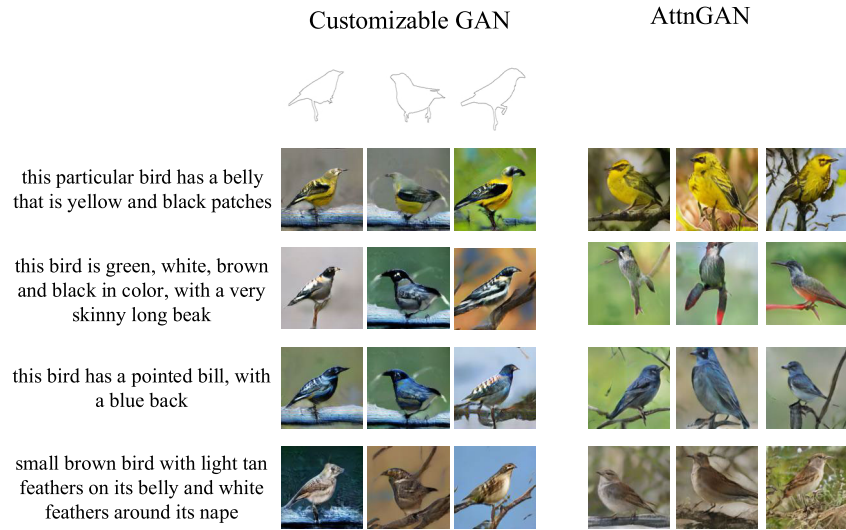 Customizable GAN
AttnGAN
this particular bird has a belly
that is yellow and black patches
this bird is green, white, brown
and black in color, with a very
skinny long beak
this bird has a pointed bill, with
a blue back
small brown bird with light tan
feathers on its belly and white
feathers around its nape